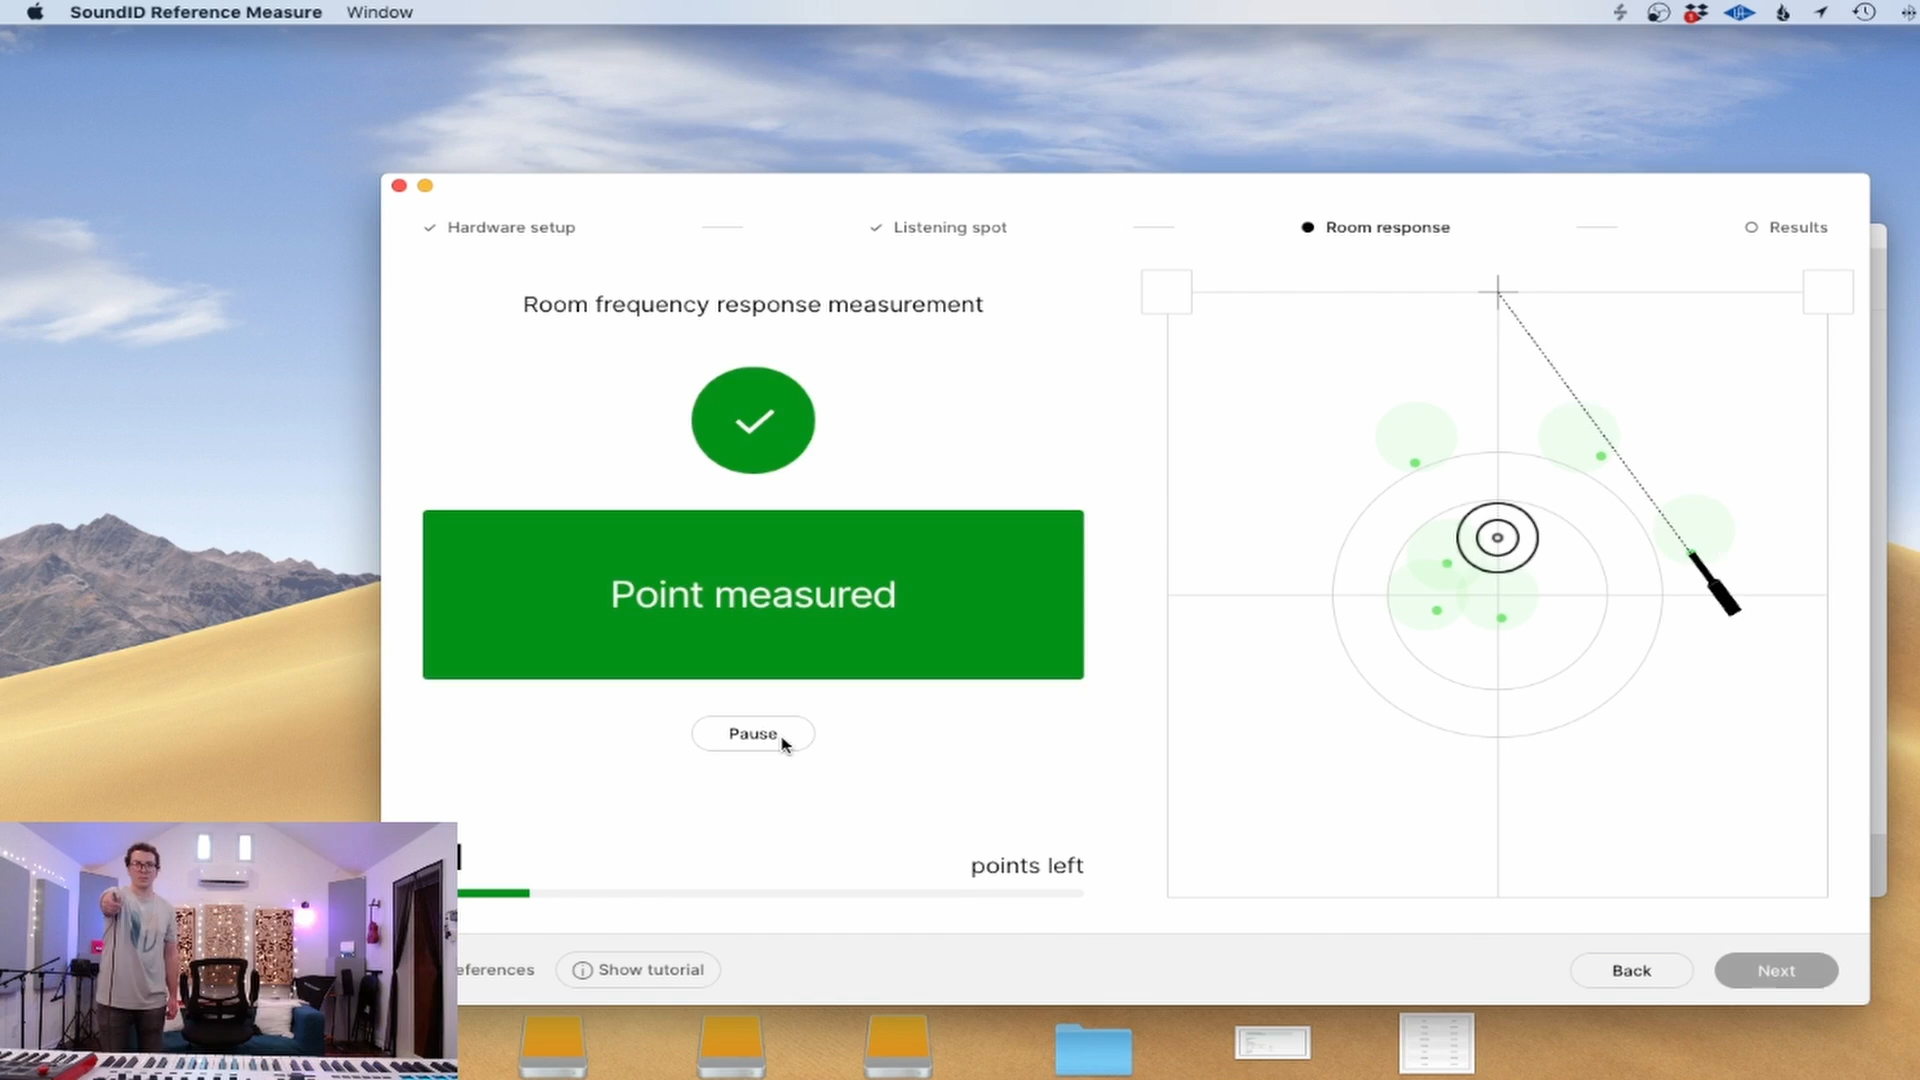 SoundID Reference Measure Window
Hardware setup
Listening spot
Room response
Results
Room frequency response measurement
Point measured
Pause
points left
eferences
Show tutorial
Back
Next